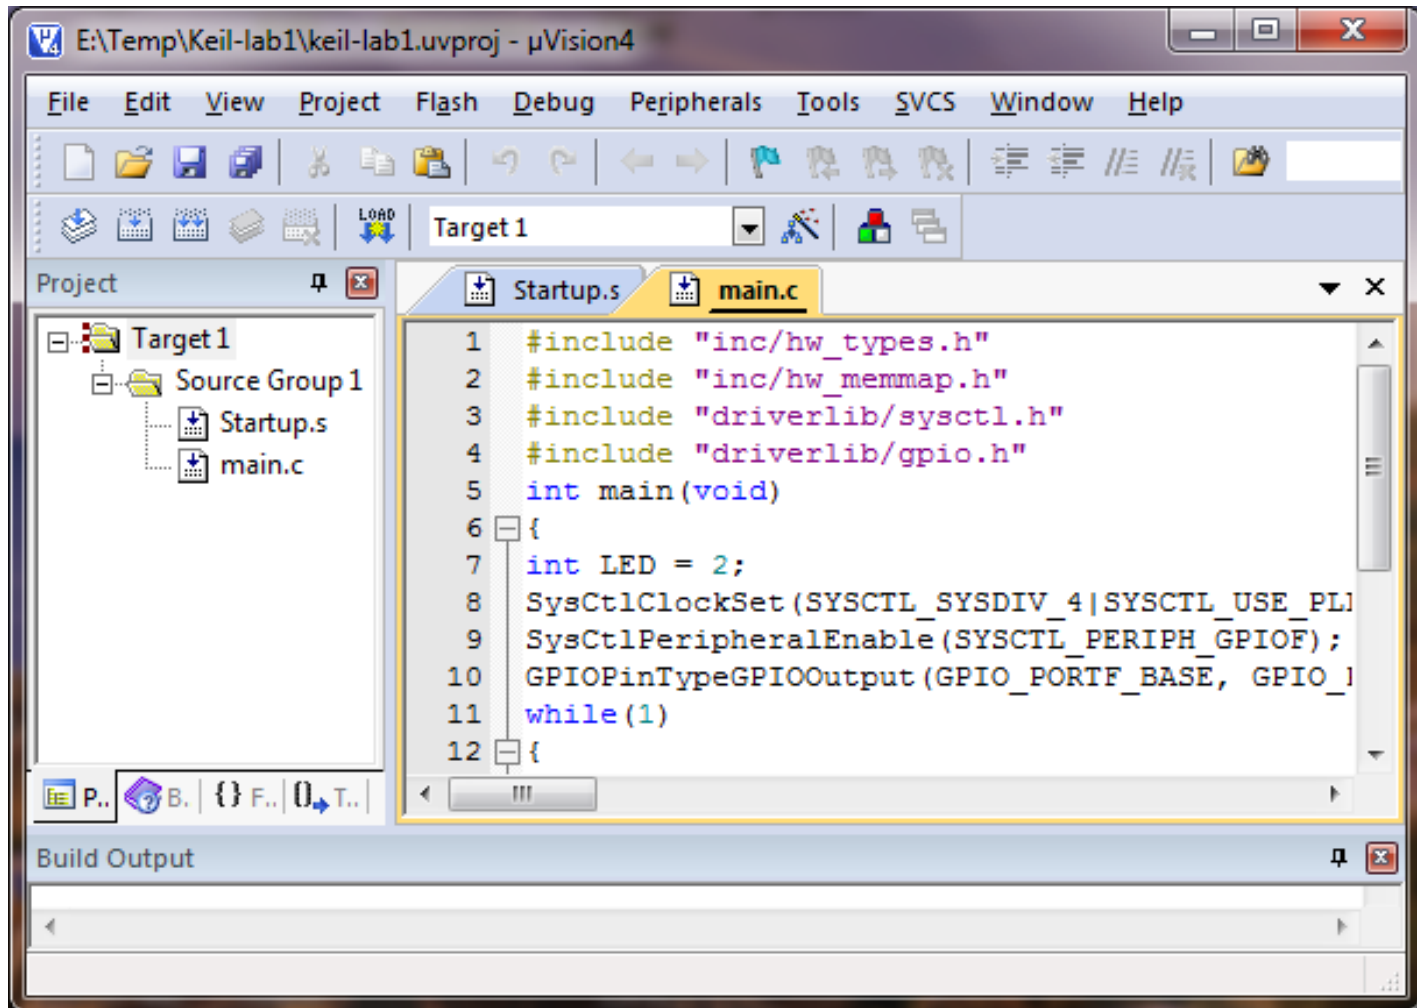 E:\Temp\Keil-lab1\keil-lab1.uvproj - µVision4
File Edit View Project Flash Debug Peripherals Tools SVCS Window Help
LOAD Target 1
Project
Startup.s main.c
Target 1
Source Group 1
Startup.s
main.c
1 #include "inc/hw_types.h"
2 #include "inc/hw_memmap.h"
3 #include "driverlib/sysctl.h"
4 #include "driverlib/gpio.h"
5 int main(void)
6 {
7 int LED = 2;
8 SysCtlClockSet(SYSCTL_SYSDIV_4|SYSCTL_USE_PL
9 SysCtlPeripheralEnable(SYSCTL_PERIPH_GPIOF);
10 GPIOPinTypeGPIOOutput(GPIO_PORTF_BASE, GPIO_
11 while(1)
12 {
P.. B. {} F.. T..
Build Output